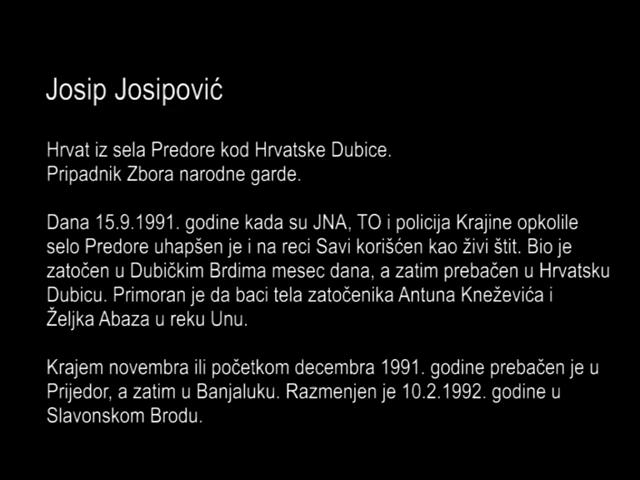 Josip Josipović
Hrvat iz sela Predore kod Hrvatske Dubice.
Pripadnik Zbora narodne garde.
Dana 15.9.1991. godine kada su JNA, TO i policija Krajine opkolile
selo Predore uhapšen je i na reci Savi korišćen kao živi štit. Bio je
zatočen u Dubičkim Brdima mesec dana, a zatim prebačen u Hrvatsku
Dubicu. Primoran je da baci tela zatočenika Antuna Kneževića i
Željka Abaza u reku Unu.
Krajem novembra ili početkom decembra 1991. godine prebačen je u
Prijedor, a zatim u Banjaluku. Razmenjen je 10.2.1992. godine u
Slavonskom Brodu.